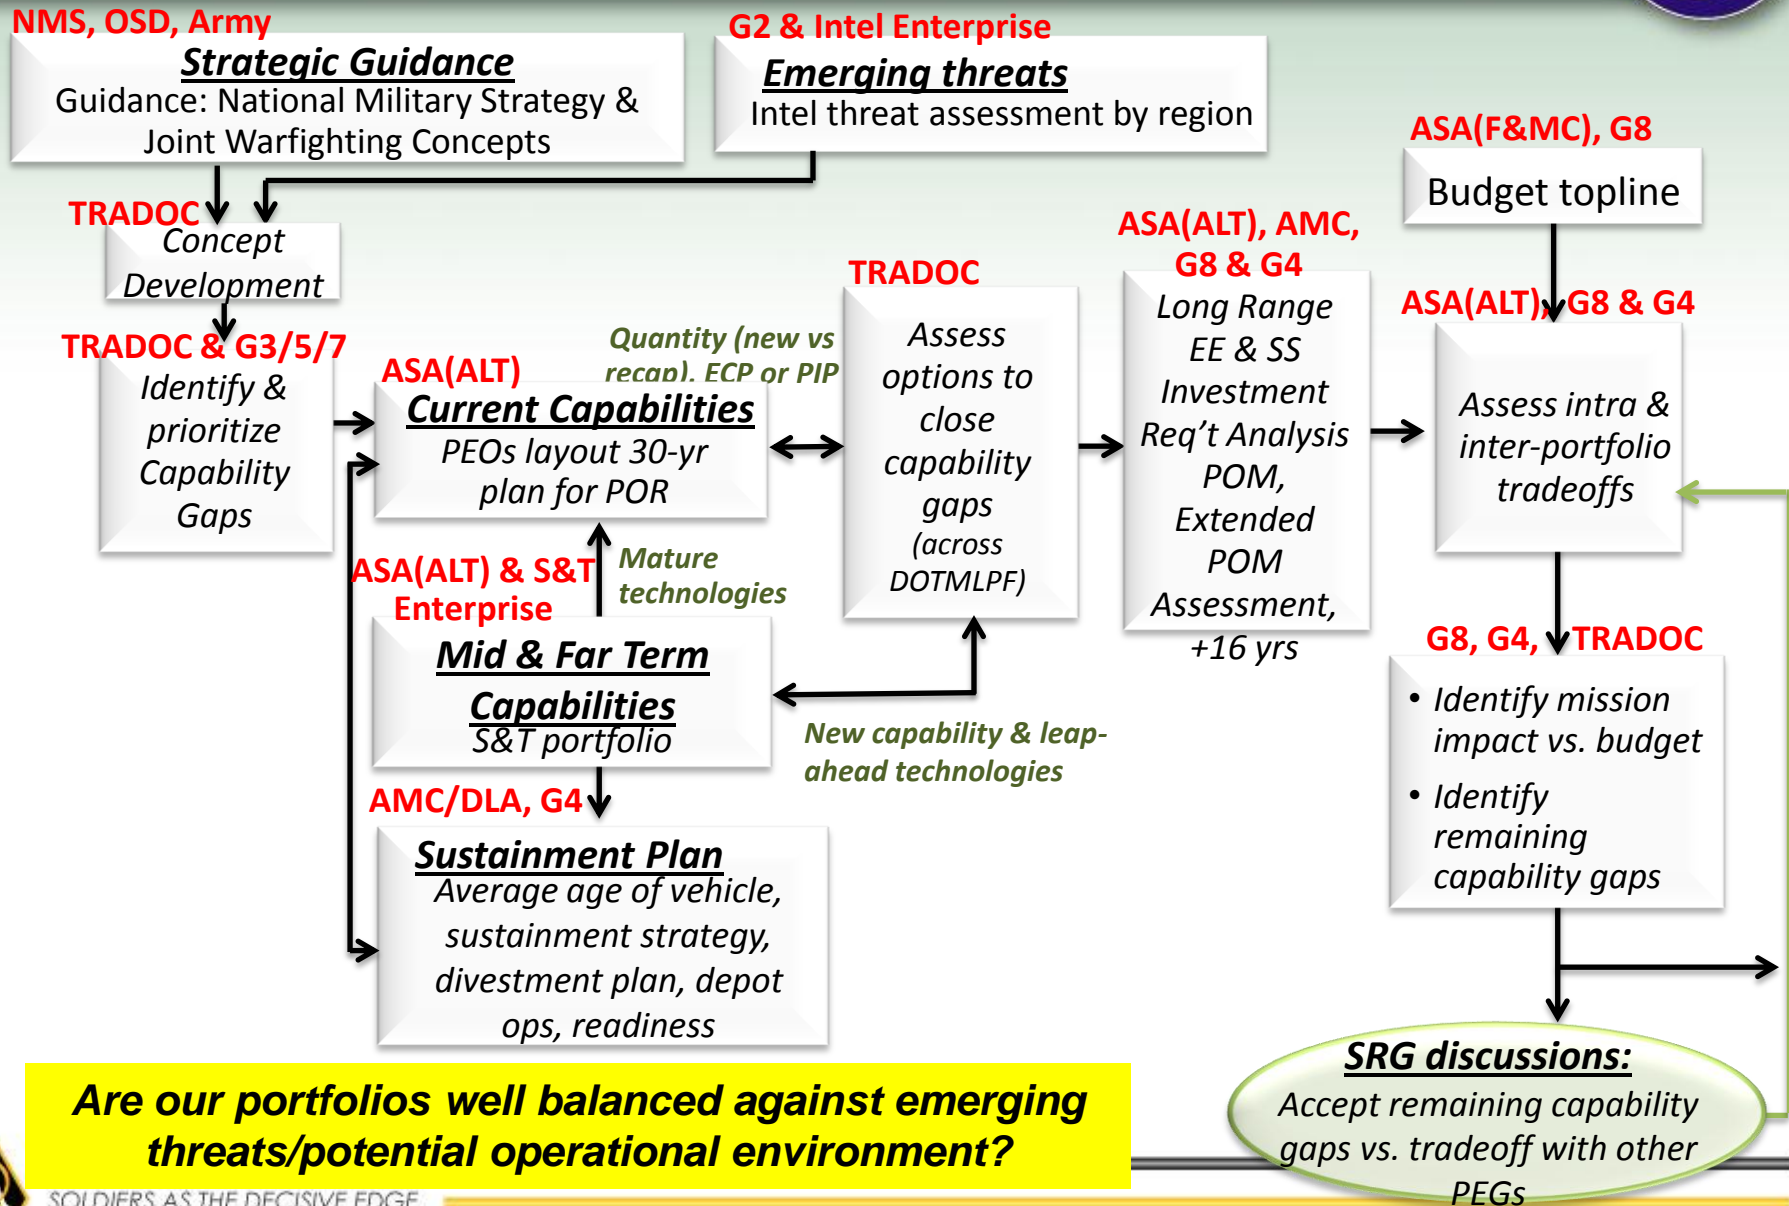 NMS, OSD, Army
Strategic Guidance
Guidance: National Military Strategy &
Joint Warfighting Concepts
G2 & Intel Enterprise
Emerging threats
Intel threat assessment by region
ASA(F&MC), G8
Budget topline
TRADOC
Concept
Development
TRADOC & G3/5/7
Identify &
prioritize
Capability
Gaps
ASA(ALT)
Quantity (new vs
recap), ECP or PIP
Current Capabilities
PEOs layout 30-yr
plan for POR
TRADOC
Assess
options to
close
capability
gaps
(across
DOTMLPF)
ASA(ALT), AMC,
G8 & G4
Long Range
EE & SS
Investment
Req't Analysis
POM,
Extended
POM
Assessment,
+16 yrs
ASA(ALT), G8 & G4
Assess intra &
inter-portfolio
tradeoffs
ASA(ALT) & S&T
Enterprise
Mature
technologies
Mid & Far Term
Capabilities
S&T portfolio
New capability & leap-
ahead technologies
AMC/DLA, G4
Sustainment Plan
Average age of vehicle,
sustainment strategy,
divestment plan, depot
ops, readiness
G8, G4, TRADOC
• Identify mission
impact vs. budget
• Identify
remaining
capability gaps
SRG discussions:
Accept remaining capability
gaps vs. tradeoff with other
PEGs
Are our portfolios well balanced against emerging
threats/potential operational environment?
SOLDIERS AS THE DECISIVE EDGE